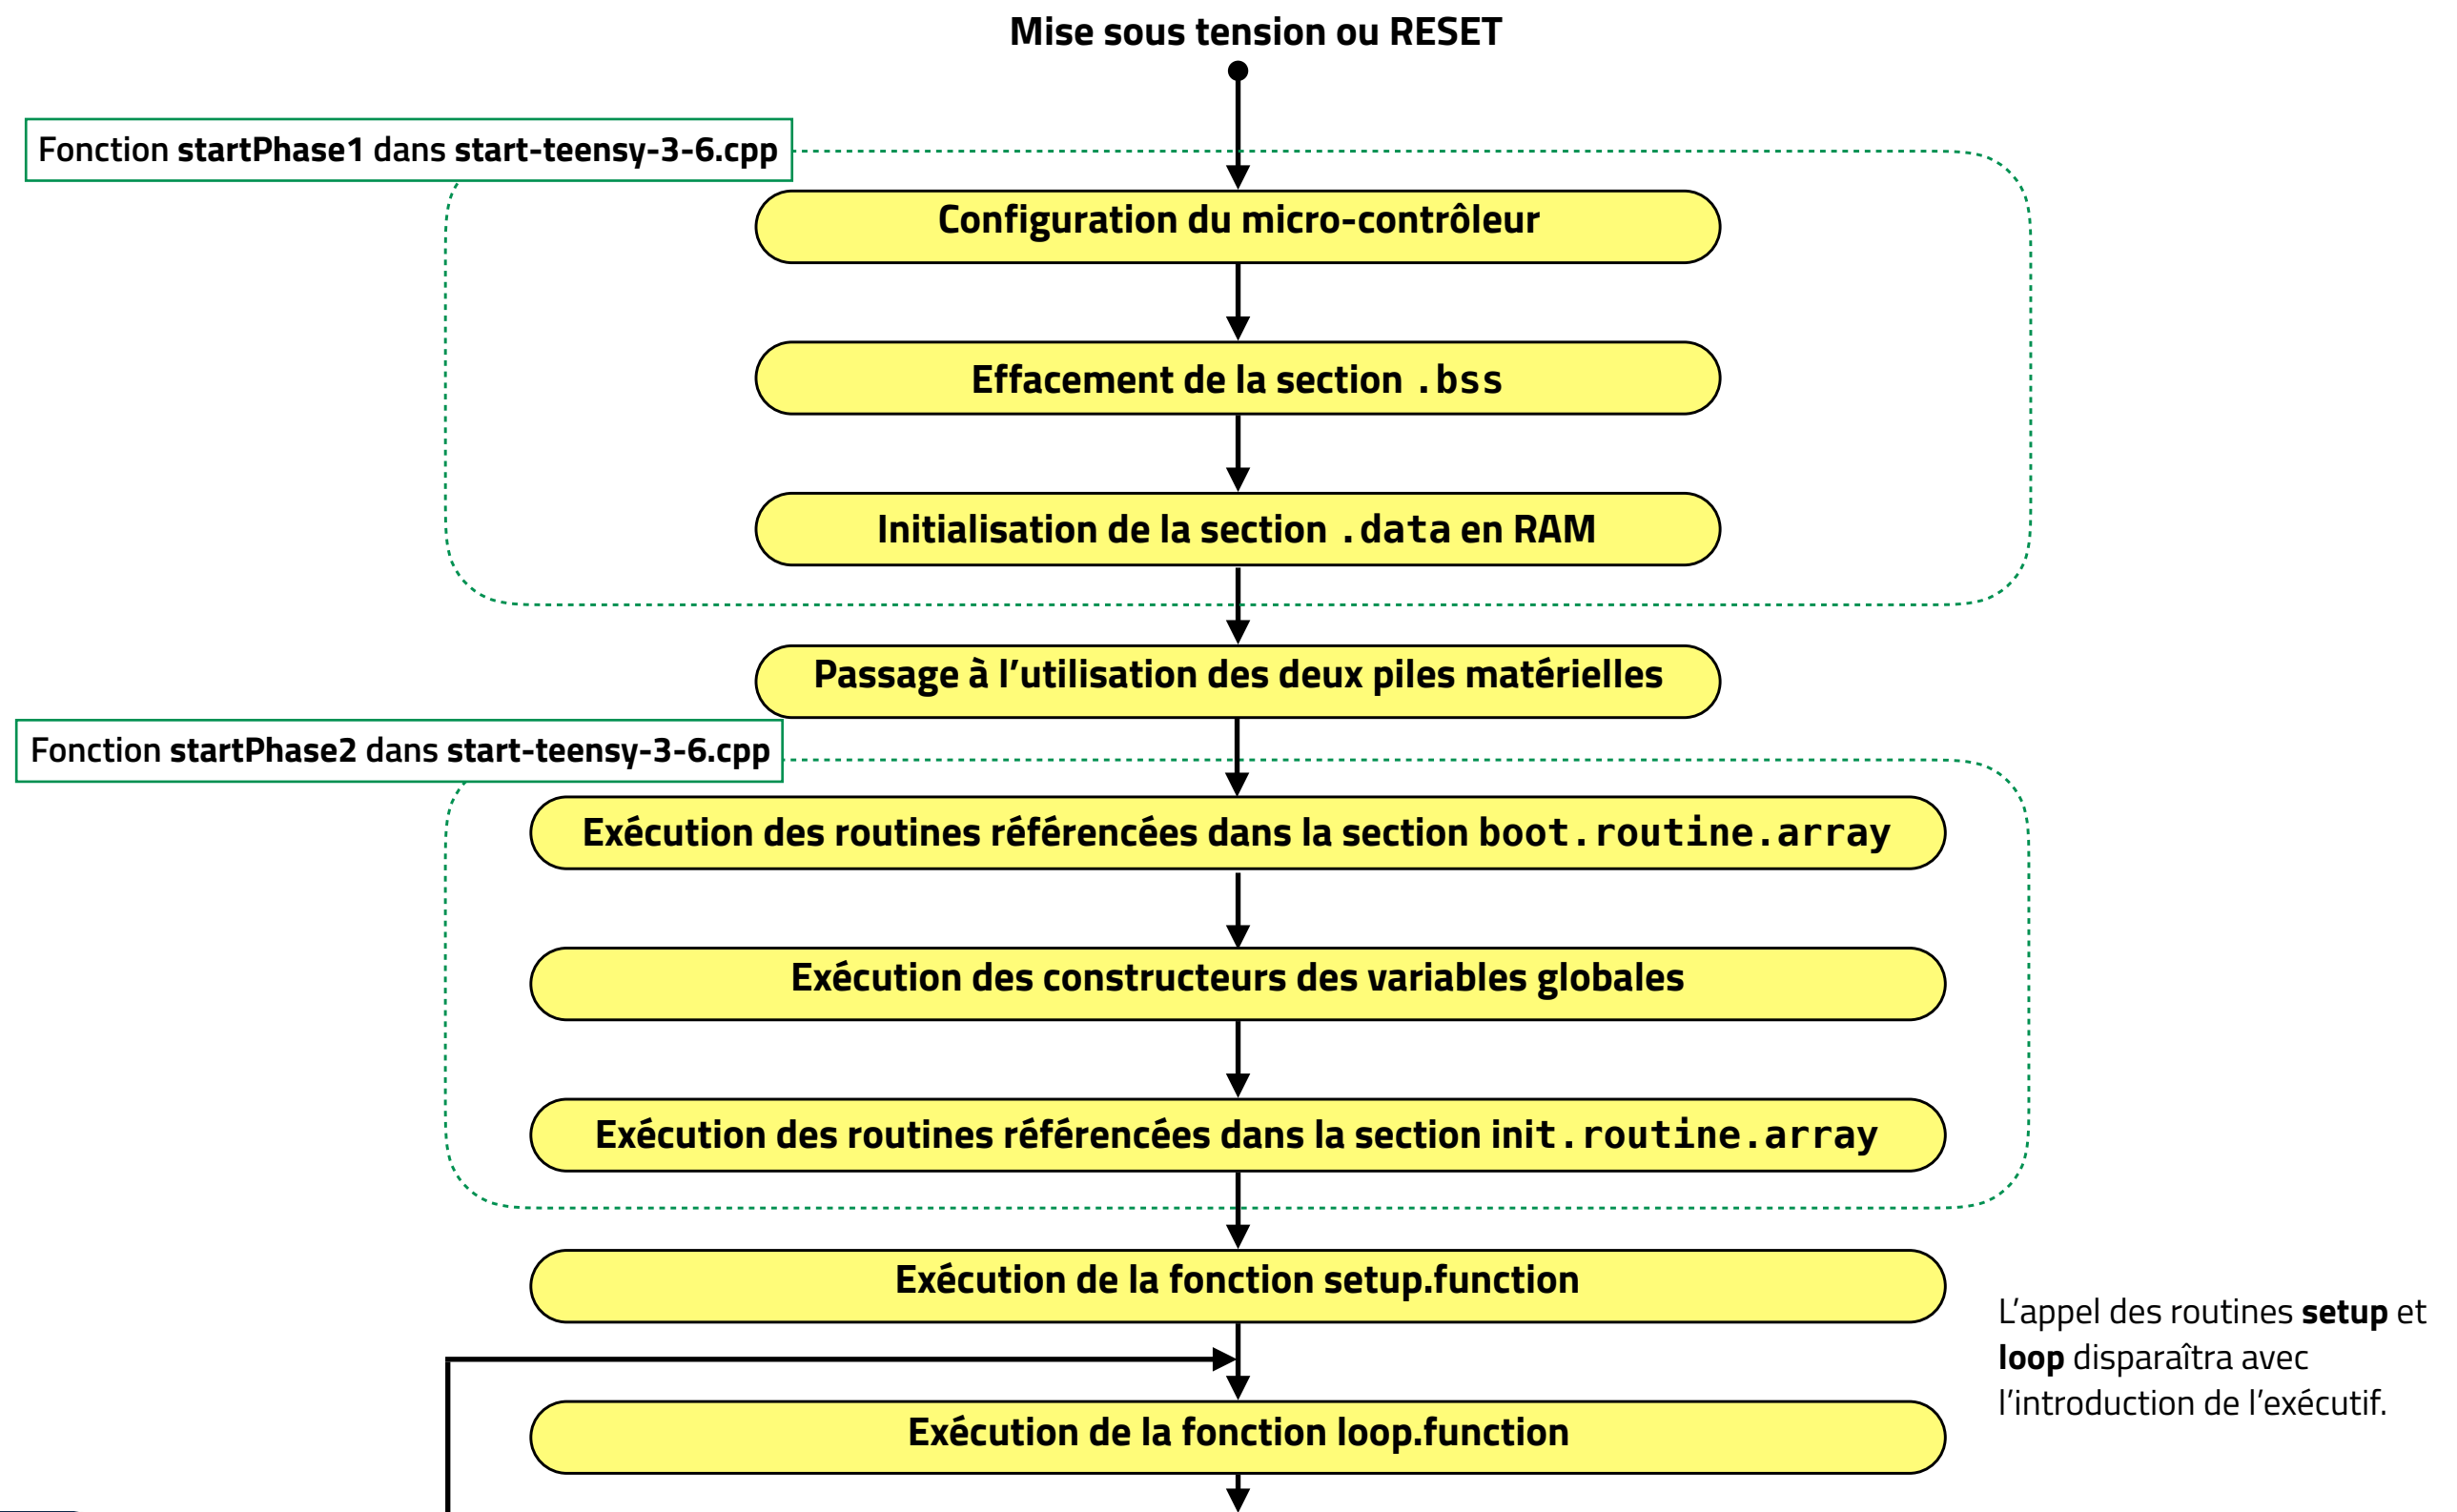 Mise sous tension ou RESET
Fonction startPhase1 dans start-teensy-3-6.cpp
Configuration du micro-contrôleur
Effacement de la section .bss
Initialisation de la section .data en RAM
Passage à l’utilisation des deux piles matérielles
Fonction startPhase2 dans start-teensy-3-6.cpp
Exécution des routines référencées dans la section boot.routine.array
Exécution des constructeurs des variables globales
Exécution des routines référencées dans la section init.routine.array
Exécution de la fonction setup.function
L’appel des routines setup et
loop disparaîtra avec
l’introduction de l’exécutif.
Exécution de la fonction loop.function